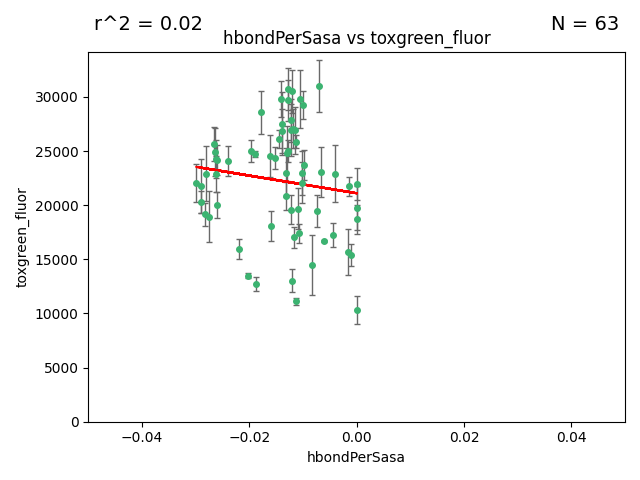 r^2 = 0.02
N = 63
hbondPerSasa vs toxgreen_fluor
toxgreen_fluor
30000
25000
20000
15000
10000
5000
0
−0.04
−0.02
0.00
0.02
0.04
hbondPerSasa